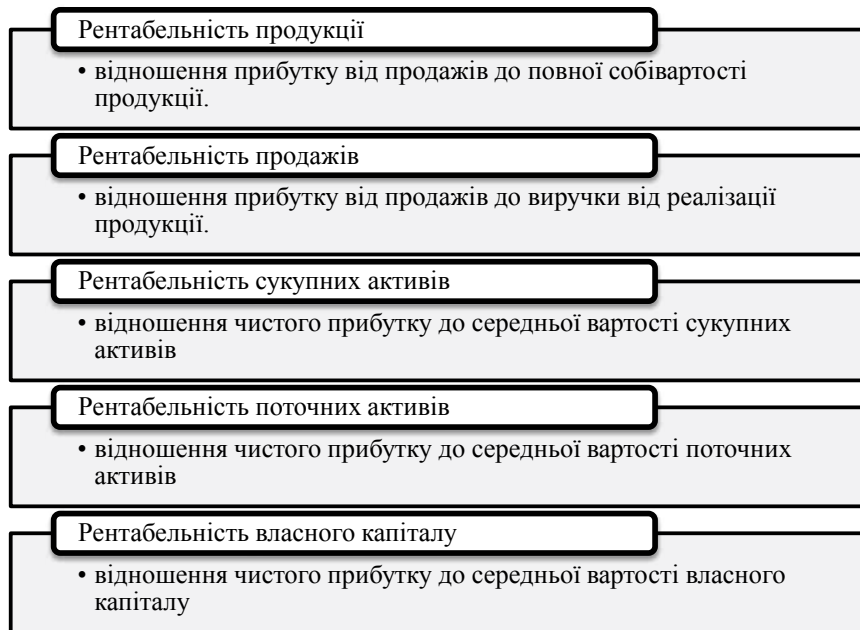 Рентабельність продукції
• відношення прибутку від продажів до повної собівартості
продукції.
Рентабельність продажів
• відношення прибутку від продажів до виручки від реалізації
продукції.
Рентабельність сукупних активів
• відношення чистого прибутку до середньої вартості сукупних
активів
Рентабельність поточних активів
• відношення чистого прибутку до середньої вартості поточних
активів
Рентабельність власного капіталу
• відношення чистого прибутку до середньої вартості власного
капіталу